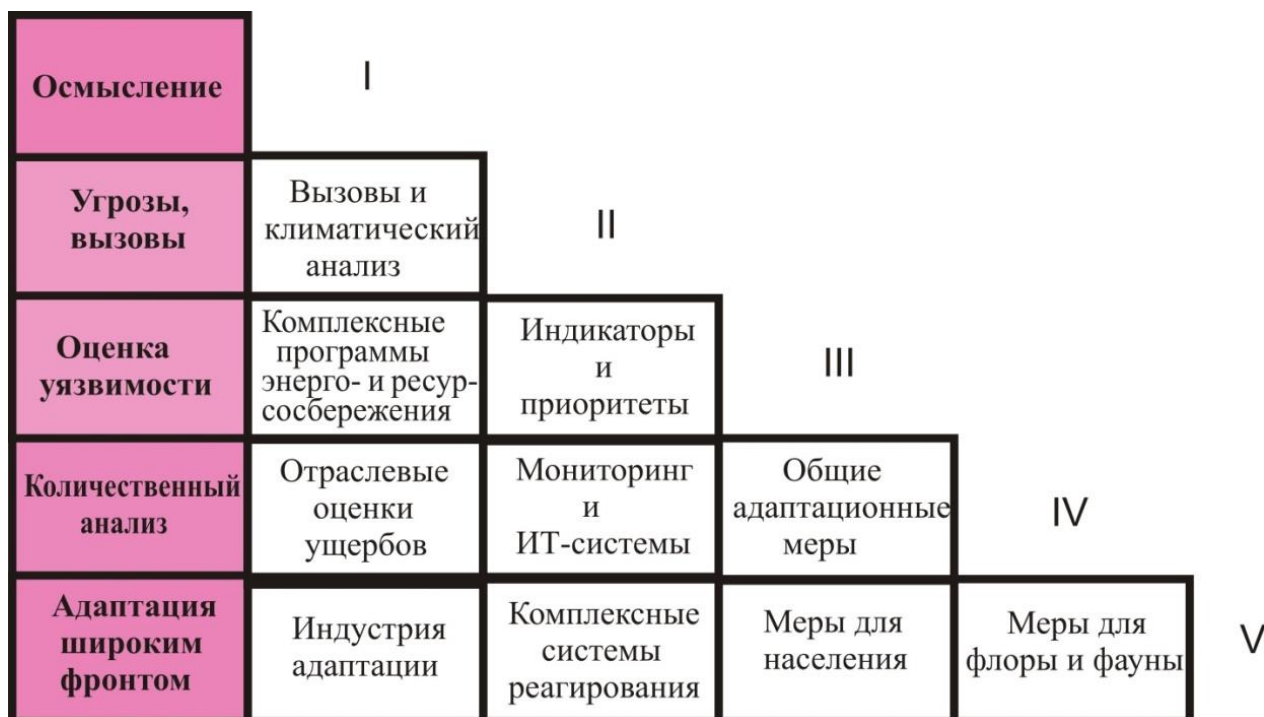 Осмысление
I
Угрозы,
вызовы
Вызовы и
климатический
анализ
II
Оценка
уязвимости
Комплексные
программы
энерго- и ресур-
сосбережения
Индикаторы
и
приоритеты
III
Количественный
анализ
Отраслевые
оценки
ущербов
Мониторинг
и
ИТ-системы
Общие
адаптационные
меры
IV
Адаптация
широким
фронтом
Индустрия
адаптации
Комплексные
системы
реагирования
Меры для
населения
Меры для
флоры и фауны
V